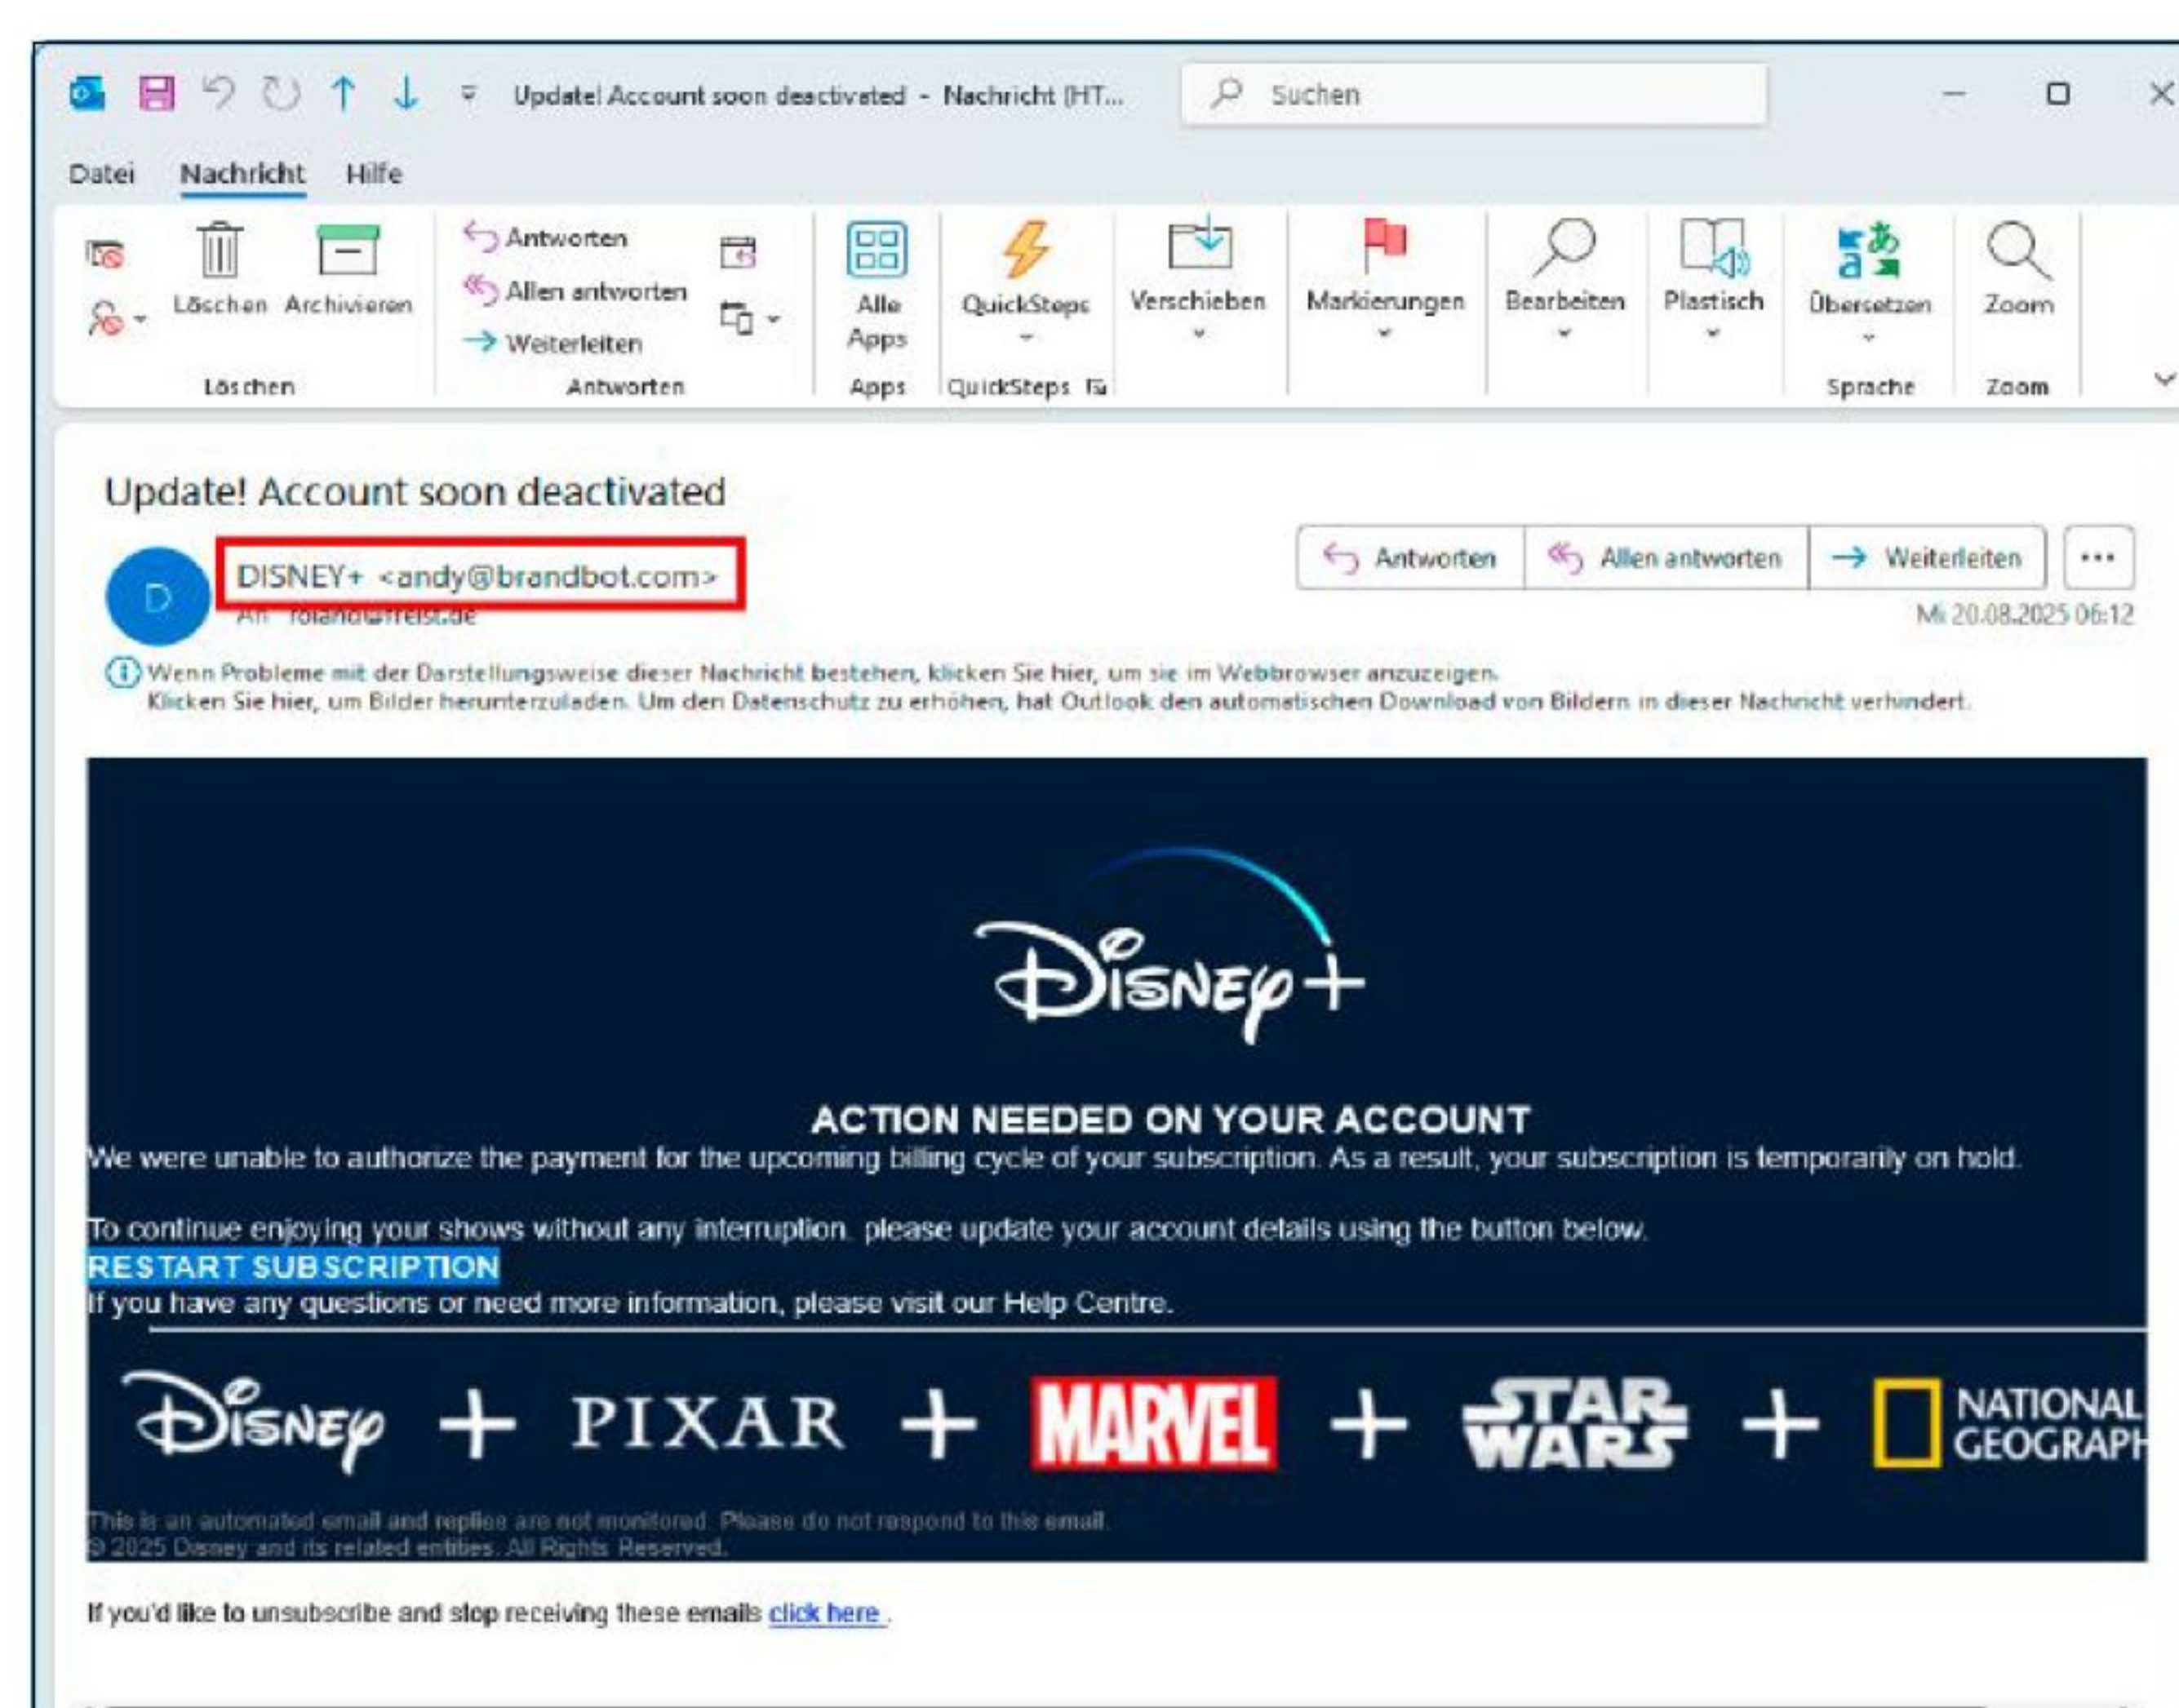 Update! Account soon deactivated - Nachricht (HT...
Suchen
Datei Nachricht Hilfe
Löschen Archivieren
Antworten
Allen antworten
Weiterleiten
Alle Apps
QuickSteps
Verschieben
Markierungen
Bearbeiten
Plastisch
Übersetzen
Zoom
Löschen Antworten Apps QuickSteps Sprache Zoom
Update! Account soon deactivated
D
DISNEY+ <andy@brandbot.com>
Antworten Allen antworten Weiterleiten ...
An roland@freist.de
Mi 20.08.2025 06:12
Wenn Probleme mit der Darstellungsweise dieser Nachricht bestehen, klicken Sie hier, um sie im Webbrowser anzuzeigen.
Klicken Sie hier, um Bilder herunterzuladen. Um den Datenschutz zu erhöhen, hat Outlook den automatischen Download von Bildern in dieser Nachricht verhindert.
Disney+
ACTION NEEDED ON YOUR ACCOUNT
We were unable to authorize the payment for the upcoming billing cycle of your subscription. As a result, your subscription is temporarily on hold.
To continue enjoying your shows without any interruption. please update your account details using the button below.
RESTART SUBSCRIPTION
If you have any questions or need more information, please visit our Help Centre.
Disney + PIXAR + MARVEL + STAR WARS + NATIONAL GEOGRAPH
This is an automated email and replies are not monitored. Please do not respond to this email.
© 2025 Disney and its related entities. All Rights Reserved.
If you'd like to unsubscribe and stop receiving these emails click here .